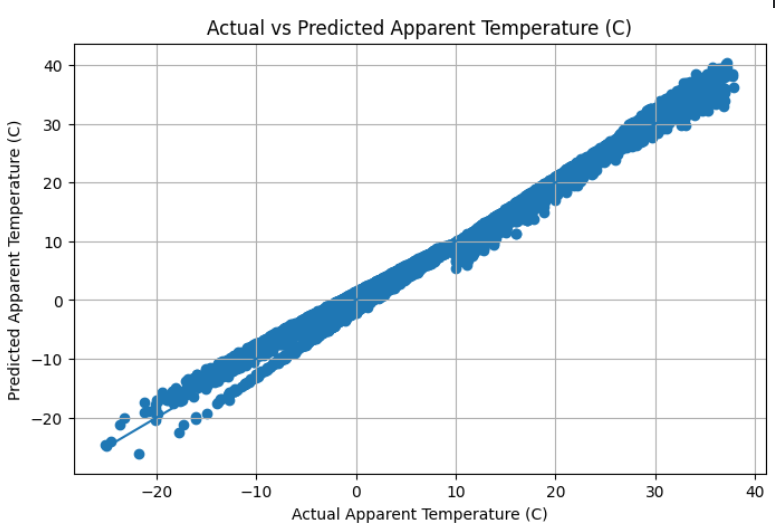 Actual vs Predicted Apparent Temperature (C)
Predicted Apparent Temperature (C)
40
30
20
10
0
−10
−20
−20 −10 0 10 20 30 40
Actual Apparent Temperature (C)